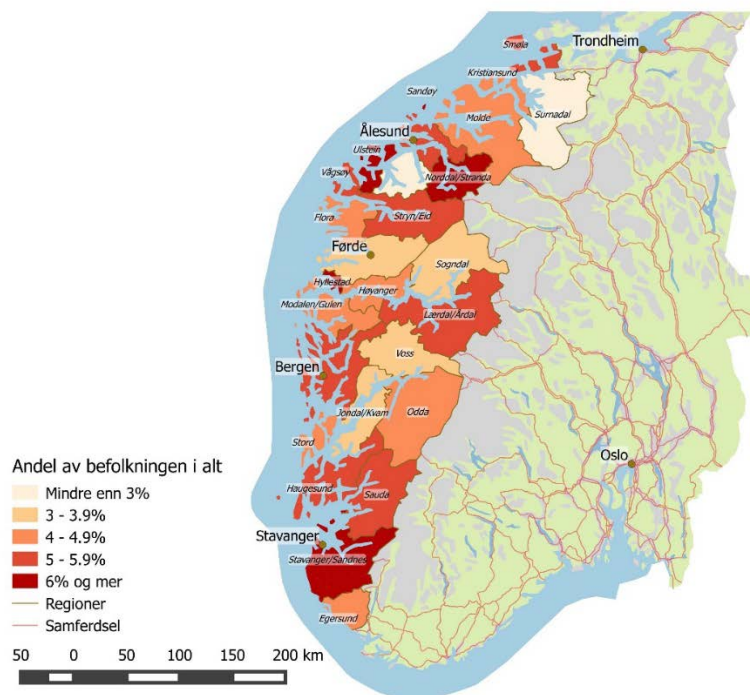 Trondheim
Smøla
Kristiansund
Sandøy
Molde
Surnadal
Ålesund
Ulstein
Vågsøy
Norddal/Stranda
Stryn/Eid
Florø
Førde
Sogndal
Hyllestad
Høyanger
Modalen/Gulen
Lærdal/Årdal
Voss
Bergen
Jondal/Kvam
Odda
Stord
Oslo
Haugesund
Sauda
Stavanger
Stavanger/Sandnes
Egersund
Andel av befolkningen i alt
Mindre enn 3%
3 - 3.9%
4 - 4.9%
5 - 5.9%
6% og mer
Regioner
Samferdsel
50 0 50 100 150 200 km